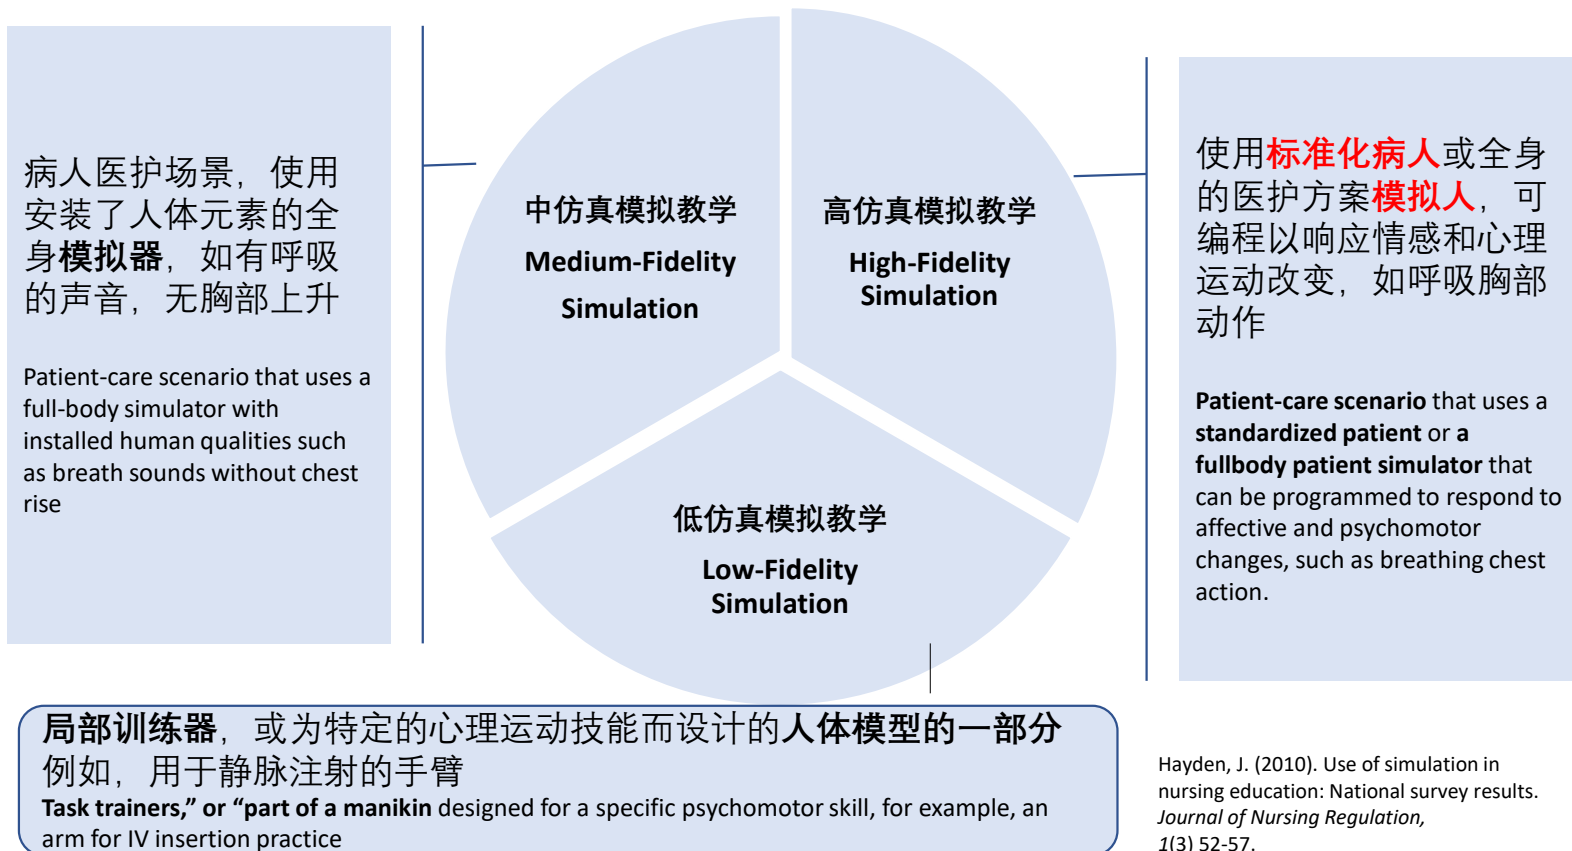 病人医护场景，使用
安装了人体元素的全
身模拟器，如有呼吸
的声音，无胸部上升
Patient-care scenario that uses a
full-body simulator with
installed human qualities such
as breath sounds without chest
rise
中仿真模拟教学
Medium-Fidelity
Simulation
高仿真模拟教学
High-Fidelity
Simulation
低仿真模拟教学
Low-Fidelity
Simulation
使用标准化病人或全身
的医护方案模拟人，可
编程以响应情感和心理
运动改变，如呼吸胸部
动作
Patient-care scenario that uses a
standardized patient or a
fullbody patient simulator that
can be programmed to respond to
affective and psychomotor
changes, such as breathing chest
action.
局部训练器，或为特定的心理运动技能而设计的人体模型的一部分
例如，用于静脉注射的手臂
Task trainers,” or “part of a manikin designed for a specific psychomotor skill, for example, an
arm for IV insertion practice
Hayden, J. (2010). Use of simulation in
nursing education: National survey results.
Journal of Nursing Regulation,
1(3) 52-57.